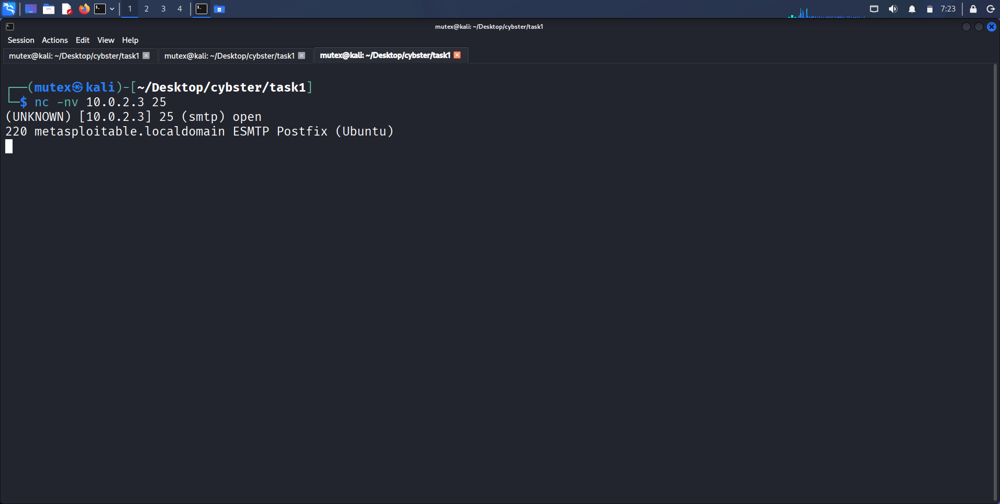 1 2 3 4 7:23
mutex@kali: ~/Desktop/cybster/task1
Session Actions Edit View Help
mutex@kali: ~/Desktop/cybster/task1 mutex@kali: ~/Desktop/cybster/task1 mutex@kali: ~/Desktop/cybster/task1
┌──(mutex㉿kali)-[~/Desktop/cybster/task1]
└─$ nc -nv 10.0.2.3 25
(UNKNOWN) [10.0.2.3] 25 (smtp) open
220 metasploitable.localdomain ESMTP Postfix (Ubuntu)